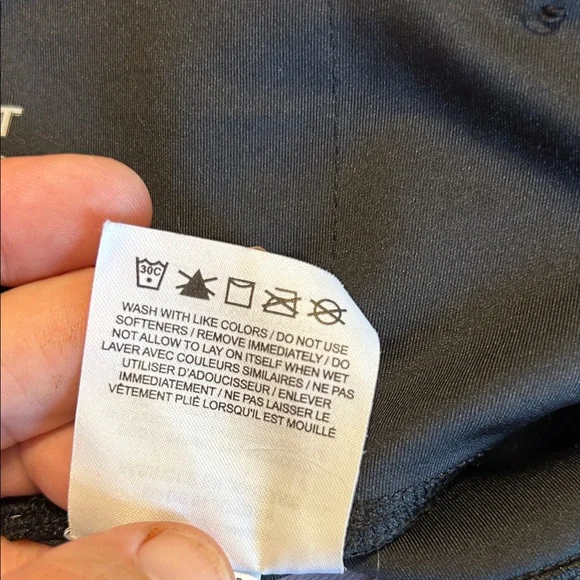 T
30C
WASH WITH LIKE COLORS / DO NOT USE
SOFTENERS / REMOVE IMMEDIATELY / DO
NOT ALLOW TO LAY ON ITSELF WHEN WET
LAVER AVEC COULEURS SIMILAIRES / NE PAS
UTILISER D'ADOUCISSEUR / ENLEVER
IMMEDIATEMENT / NE PAS LAISSER LE
VÊTEMENT PLIÉ LORSQU'IL EST MOUILLÉ